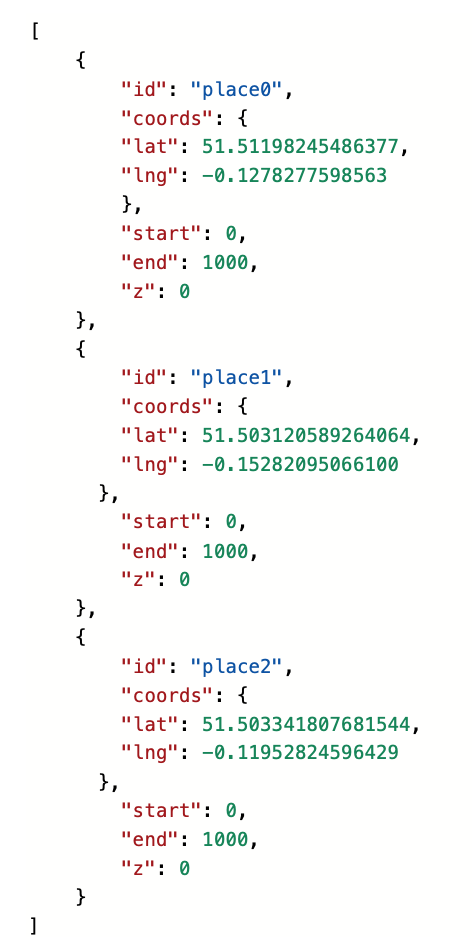 [
    {
        "id": "place0",
        "coords": {
        "lat": 51.51198245486377,
        "lng": -0.1278277598563
        },
        "start": 0,
        "end": 1000,
        "z": 0
    },
    {
        "id": "place1",
        "coords": {
        "lat": 51.503120589264064,
        "lng": -0.15282095066100
      },
        "start": 0,
        "end": 1000,
        "z": 0
    },
    {
        "id": "place2",
        "coords": {
        "lat": 51.503341807681544,
        "lng": -0.11952824596429
      },
        "start": 0,
        "end": 1000,
        "z": 0
    }
]